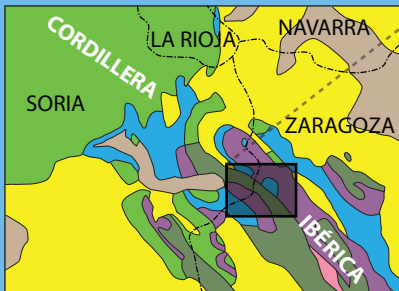 NAVARRA
LA RIOJA
CORDILLERA
SORIA
ZARAGOZA
IBÉRICA